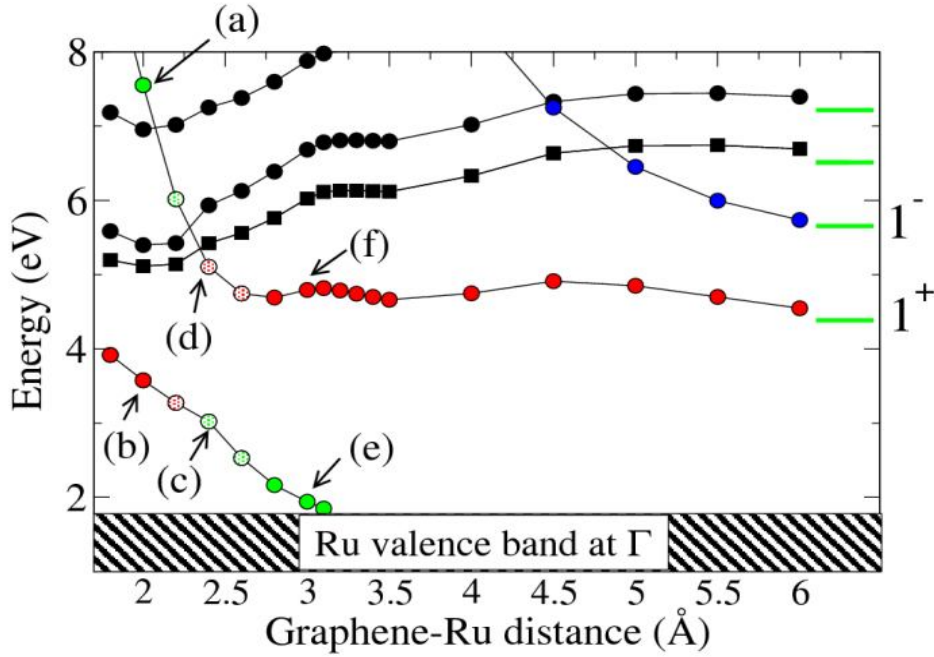 (a)
8
6
4
2
Energy (eV)
1⁻
1⁺
(f)
(d)
(b)
(c)
(e)
Ru valence band at Γ
2 2.5 3 3.5 4 4.5 5 5.5 6
Graphene-Ru distance (Å)